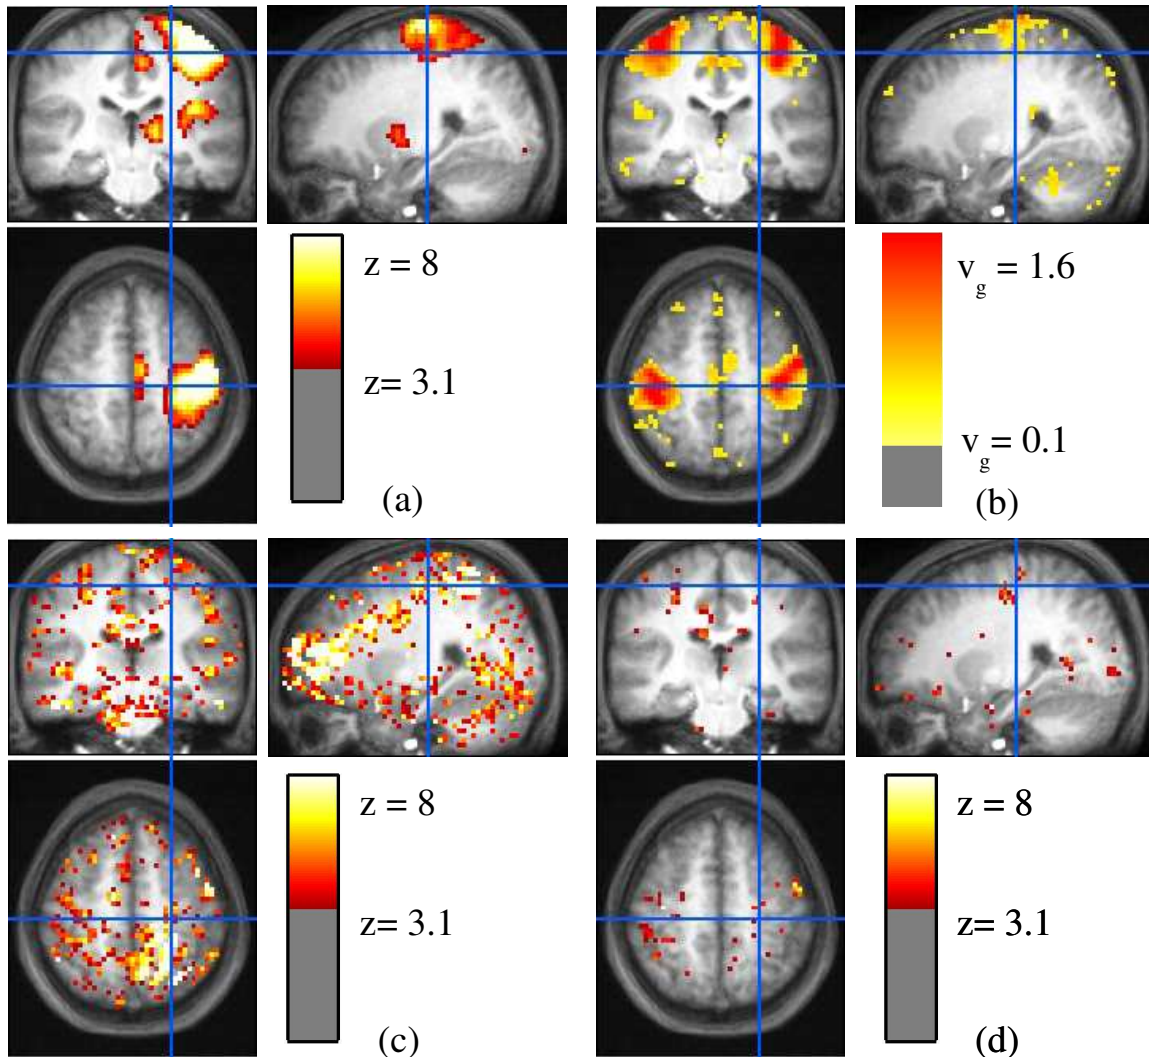 z = 8
z= 3.1
(a)
v_g = 1.6
v_g = 0.1
(b)
z = 8
z= 3.1
(c)
z = 8
z= 3.1
(d)